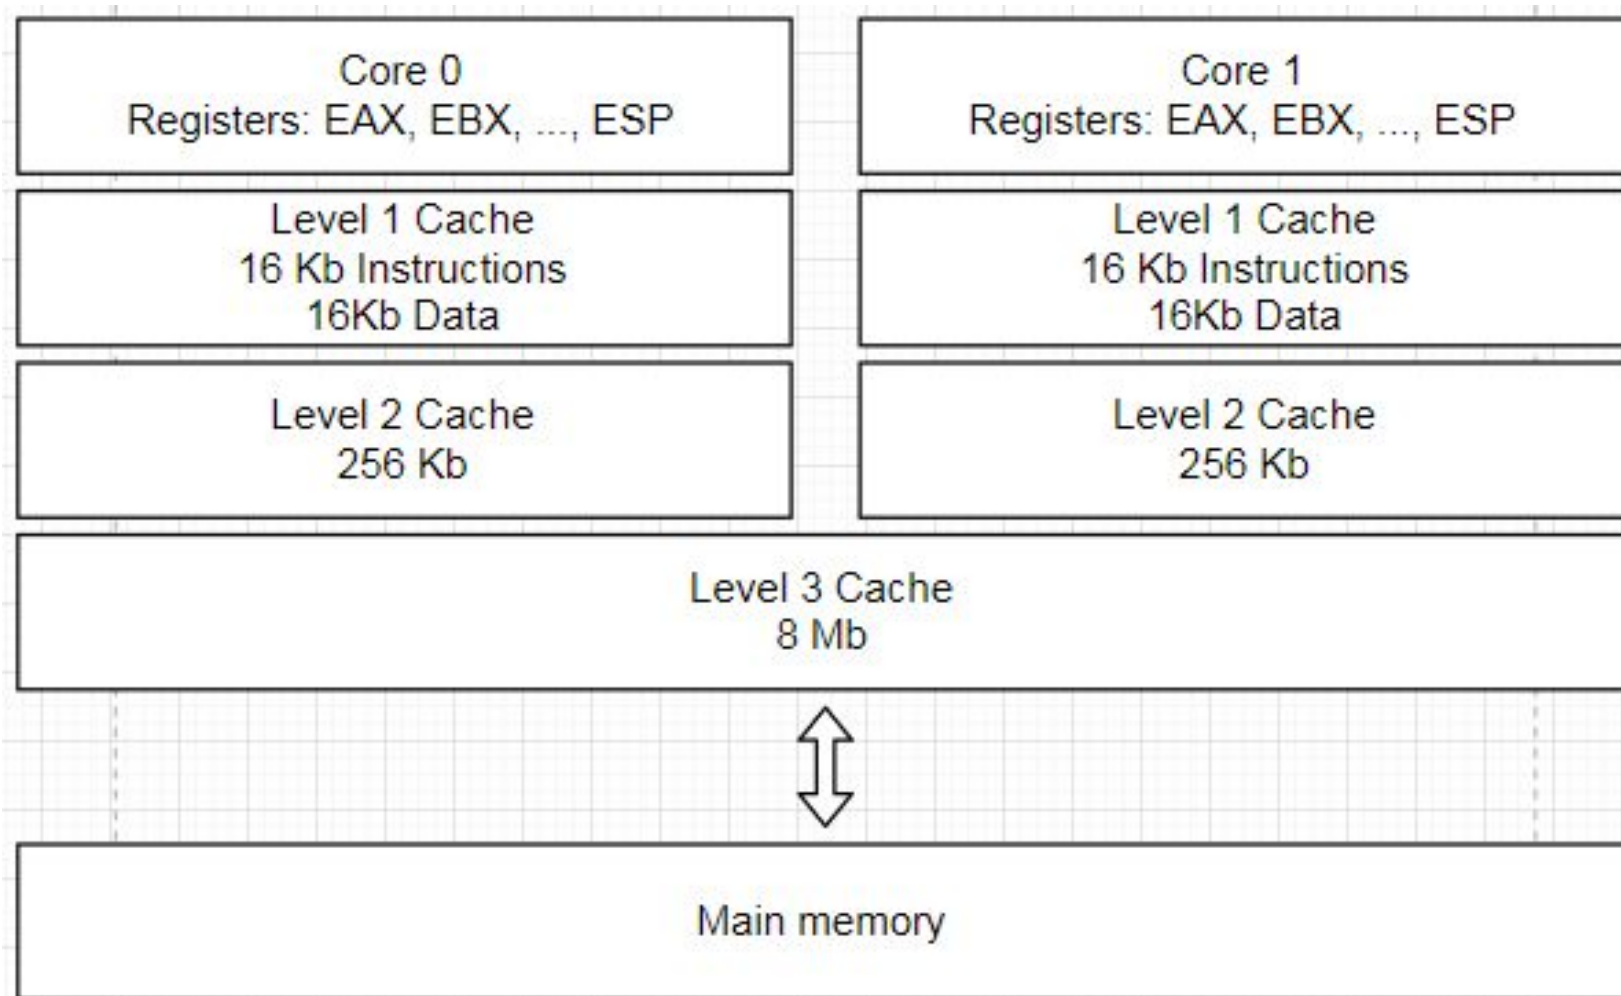 Core 0
Registers: EAX, EBX, ..., ESP
Core 1
Registers: EAX, EBX, ..., ESP
Level 1 Cache
16 Kb Instructions
16Kb Data
Level 1 Cache
16 Kb Instructions
16Kb Data
Level 2 Cache
256 Kb
Level 2 Cache
256 Kb
Level 3 Cache
8 Mb
Main memory